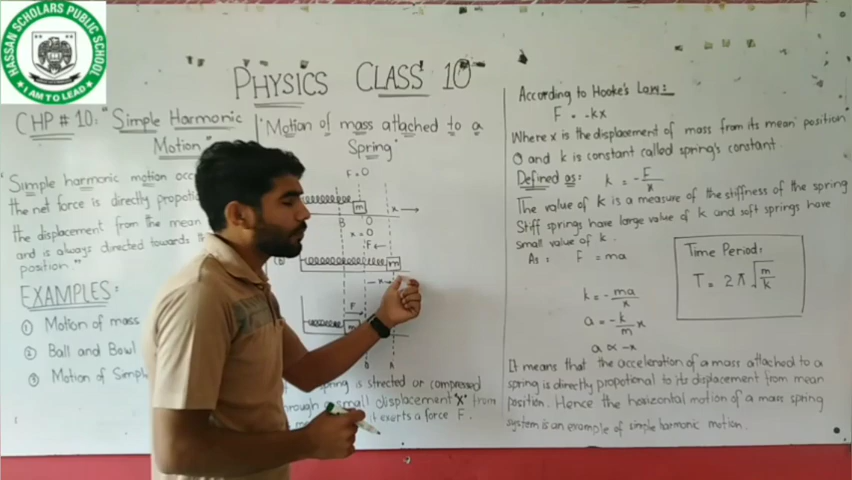 HASSAN SCHOLARS PUBLIC SCHOOL
I AM TO LEAD
PHYSICS CLASS 10
CHP # 10: "Simple Harmonic
Motion"
"Simple harmonic motion
the net force is directly
the displacement from the mean
and is always directed towards
position"
EXAMPLES:
① Motion of mass
② Ball and Bowl
③ Motion of
"Motion of mass attached to a
Spring"
F = 0
m
x
B O
x = 0
F
m
x
F
m
spring is streted or compressed
through a small displacement "x" from
it exerts a force F.
According to Hooke's Law:
F = -kx
Where x is the displacement of mass from its mean position
O and k is constant called spring's constant.
Defined as: k = -F/x
The value of k is a measure of the stiffness of the spring
Stiff springs have large value of k and soft springs have
small value of k.
As: F = ma
k = -ma/x
a = -k/m x
a ∝ -x
Time Period:
T = 2π√m/k
It means that the acceleration of a mass attached to a
spring is directly propotional to its displacement from mean
position. Hence the horizontal motion of a mass spring
system is an example of simple harmonic motion.